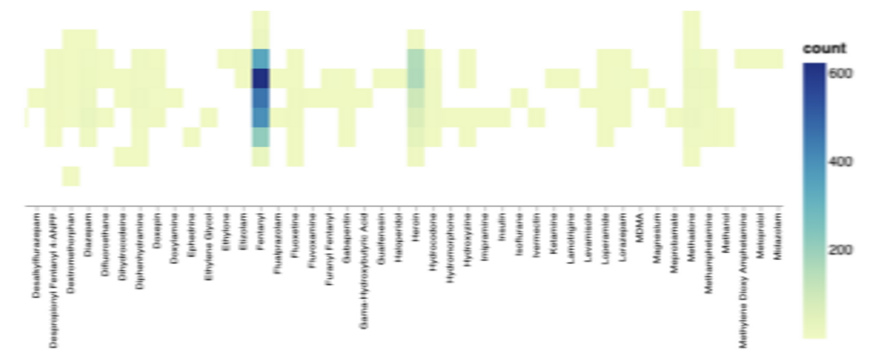 count
600
400
200
Desalkylflurazepam
Despropionyl Fentanyl 4-ANPP
Dextromethorphan
Diazepam
Difluoroethane
Dihydrocodeine
Diphenhydramine
Doxepin
Doxylamine
Ephedrine
Ethylene Glycol
Ethylone
Etizolam
Fentanyl
Flualprazolam
Fluoxetine
Fluvoxamine
Furanyl Fentanyl
Gabapentin
Gama-Hydroxybutyric Acid
Guaifenesin
Haloperidol
Heroin
Hydrocodone
Hydromorphone
Hydroxyzine
Imipramine
Insulin
Isoflurane
Ivermectin
Ketamine
Lamotrigine
Levamisole
Loperamide
Lorazepam
MDMA
Magnesium
Meprobamate
Methadone
Methamphetamine
Methanol
Methylene Dioxy Amphetamine
Metoprolol
Midazolam